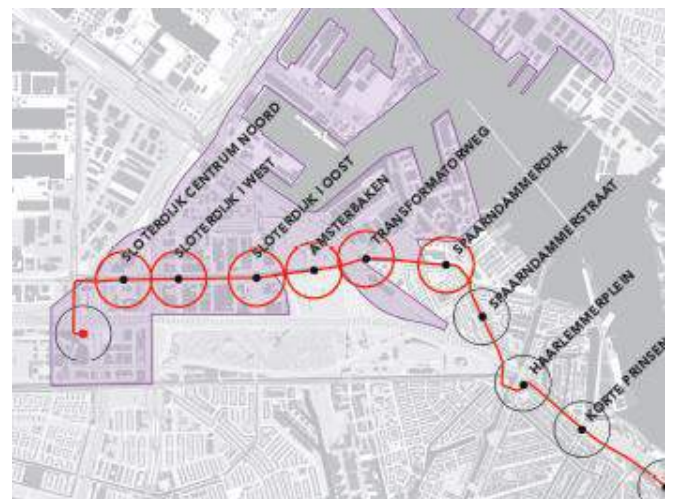 SLOTERDIJK CENTRUM NOORD
SLOTERDIJK I WEST
SLOTERDIJK I OOST
AMSTERBAKEN
TRANSFORMATORWEG
SPAARNDAMMERDIJK
SPAARNDAMMERSTRAAT
HAARLEMMERPLEIN
KORTE PRINSEN